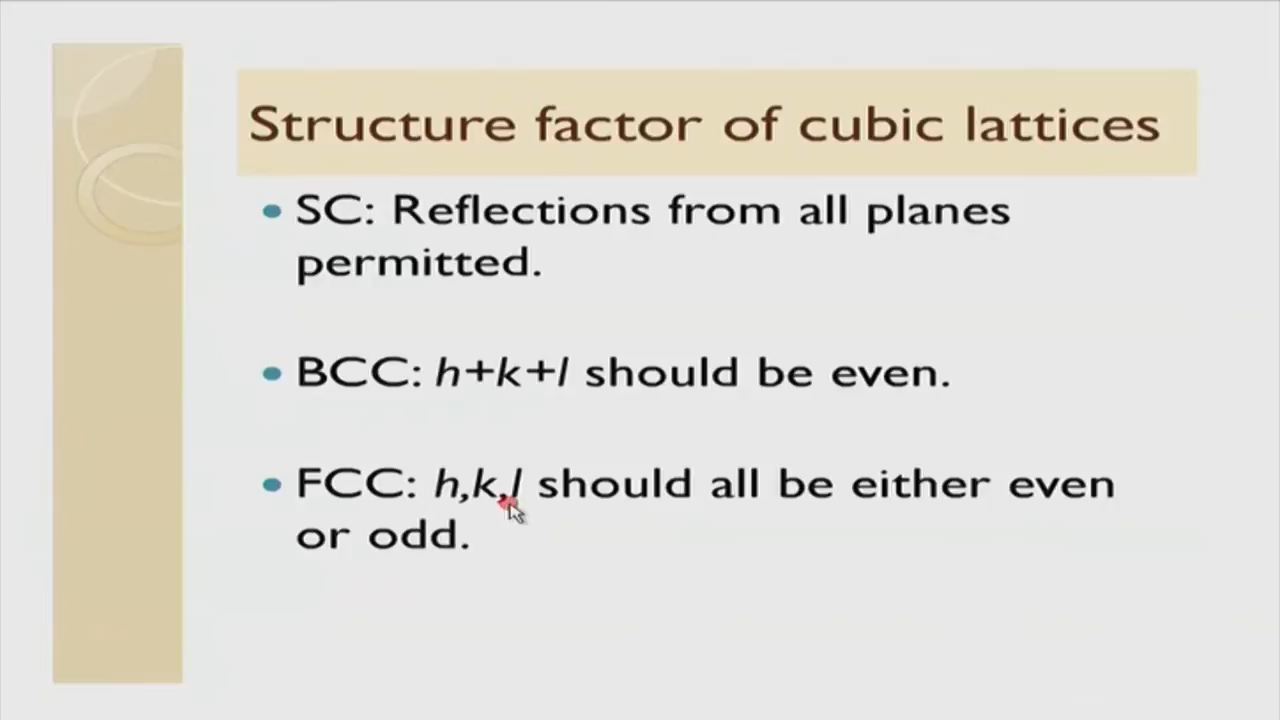 Structure factor of cubic lattices
SC: Reflections from all planes
permitted.
BCC: h+k+l should be even.
FCC: h,k,l should all be either even
or odd.